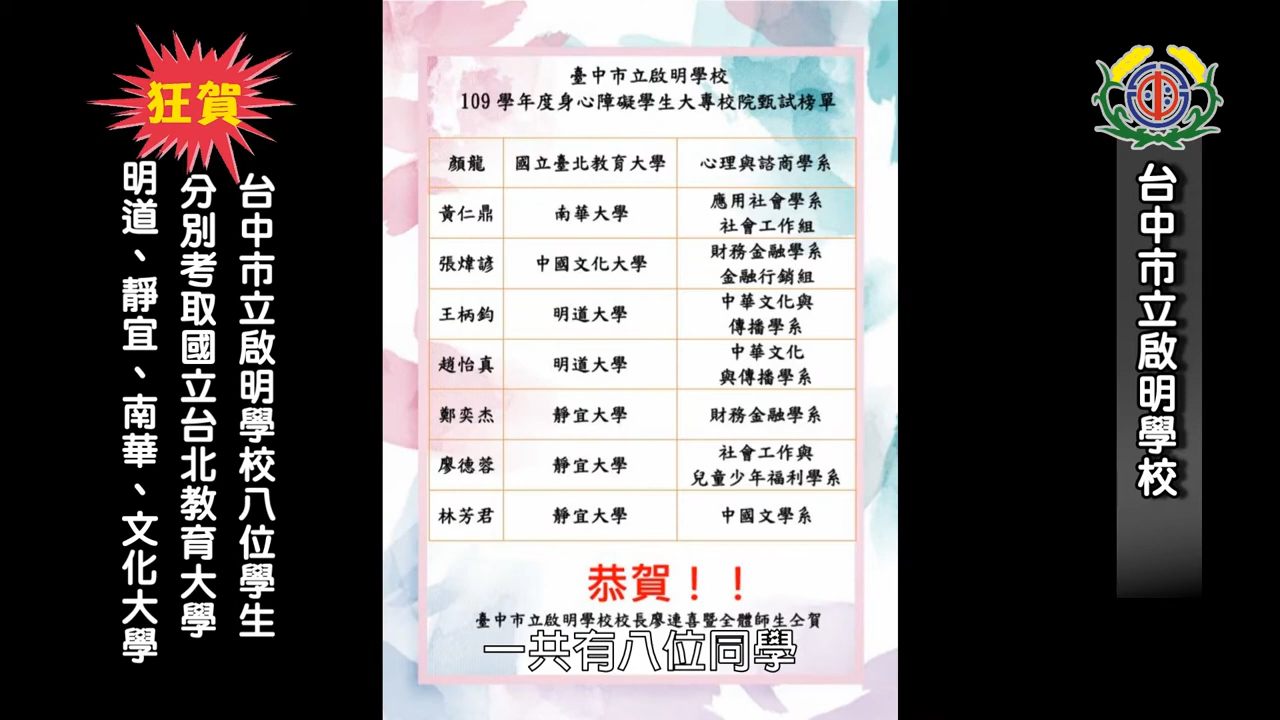 狂賀
台中市立啟明學校八位學生
分別考取國立台北教育大學
明道、靜宜、南華、文化大學
臺中市立啟明學校
109 學年度身心障礙學生大專校院甄試榜單
顏龍 國立臺北教育大學 心理與諮商學系
黃仁鼎 南華大學 應用社會學系
社會工作組
張煒諺 中國文化大學 財務金融學系
金融行銷組
王柄鈞 明道大學 中華文化與
傳播學系
趙怡真 明道大學 中華文化
與傳播學系
鄭奕杰 靜宜大學 財務金融學系
廖德蓉 靜宜大學 社會工作與
兒童少年福利學系
林芳君 靜宜大學 中國文學系
恭賀！！
臺中市立啟明學校校長廖連喜暨全體師生仝賀
一共有八位同學
台中市立啟明學校